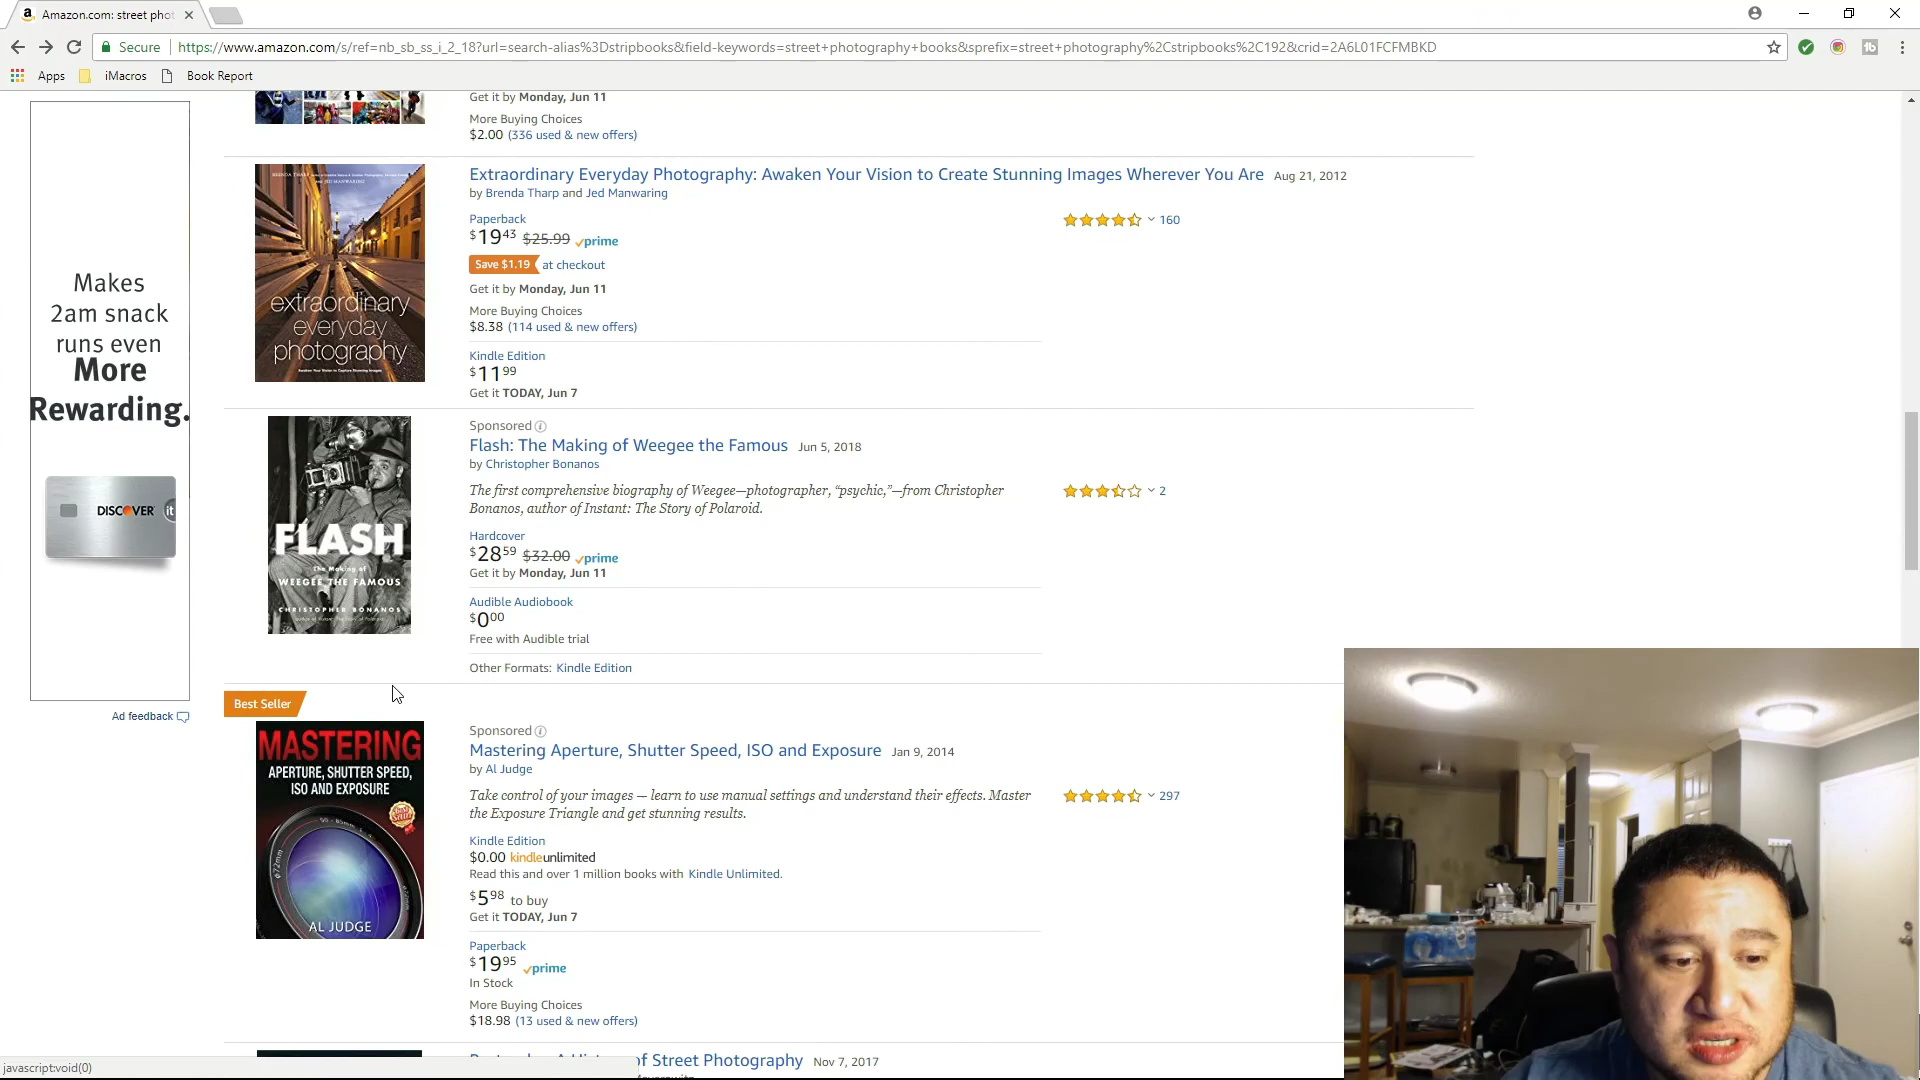 Amazon.com: street phot
Secure https://www.amazon.com/s/ref=nb_sb_ss_i_2_18?url=search-alias%3Dstripbooks&field-keywords=street+photography+books&sprefix=street+photography%2Cstripbooks%2C192&crid=2A6L01FCFMBKD
Apps iMacros Book Report
Get it by Monday, Jun 11
More Buying Choices
$2.00 (336 used & new offers)
Makes
2am snack
runs even
More
Rewarding.
DISCOVER it
Ad feedback
extraordinary
everyday
photography
Extraordinary Everyday Photography: Awaken Your Vision to Create Stunning Images Wherever You Are Aug 21, 2012
by Brenda Tharp and Jed Manwaring
Paperback
$19 43 $25.99 prime
160
Save $1.19 at checkout
Get it by Monday, Jun 11
More Buying Choices
$8.38 (114 used & new offers)
Kindle Edition
$11 99
Get it TODAY, Jun 7
FLASH
The Making of
WEEGEE THE FAMOUS
CHRISTOPHER BONANOS
Sponsored
Flash: The Making of Weegee the Famous Jun 5, 2018
by Christopher Bonanos
The first comprehensive biography of Weegee—photographer, “psychic,”—from Christopher
Bonanos, author of Instant: The Story of Polaroid.
2
Hardcover
$28 59 $32.00 prime
Get it by Monday, Jun 11
Audible Audiobook
$0 00
Free with Audible trial
Other Formats: Kindle Edition
Best Seller
MASTERING
APERTURE, SHUTTER SPEED,
ISO AND EXPOSURE
AL JUDGE
Sponsored
Mastering Aperture, Shutter Speed, ISO and Exposure Jan 9, 2014
by Al Judge
Take control of your images — learn to use manual settings and understand their effects. Master
the Exposure Triangle and get stunning results.
297
Kindle Edition
$0.00 kindleunlimited
Read this and over 1 million books with Kindle Unlimited.
$5 98 to buy
Get it TODAY, Jun 7
Paperback
$19 95 prime
In Stock
More Buying Choices
$18.98 (13 used & new offers)
of Street Photography Nov 7, 2017
javascript:void(0)